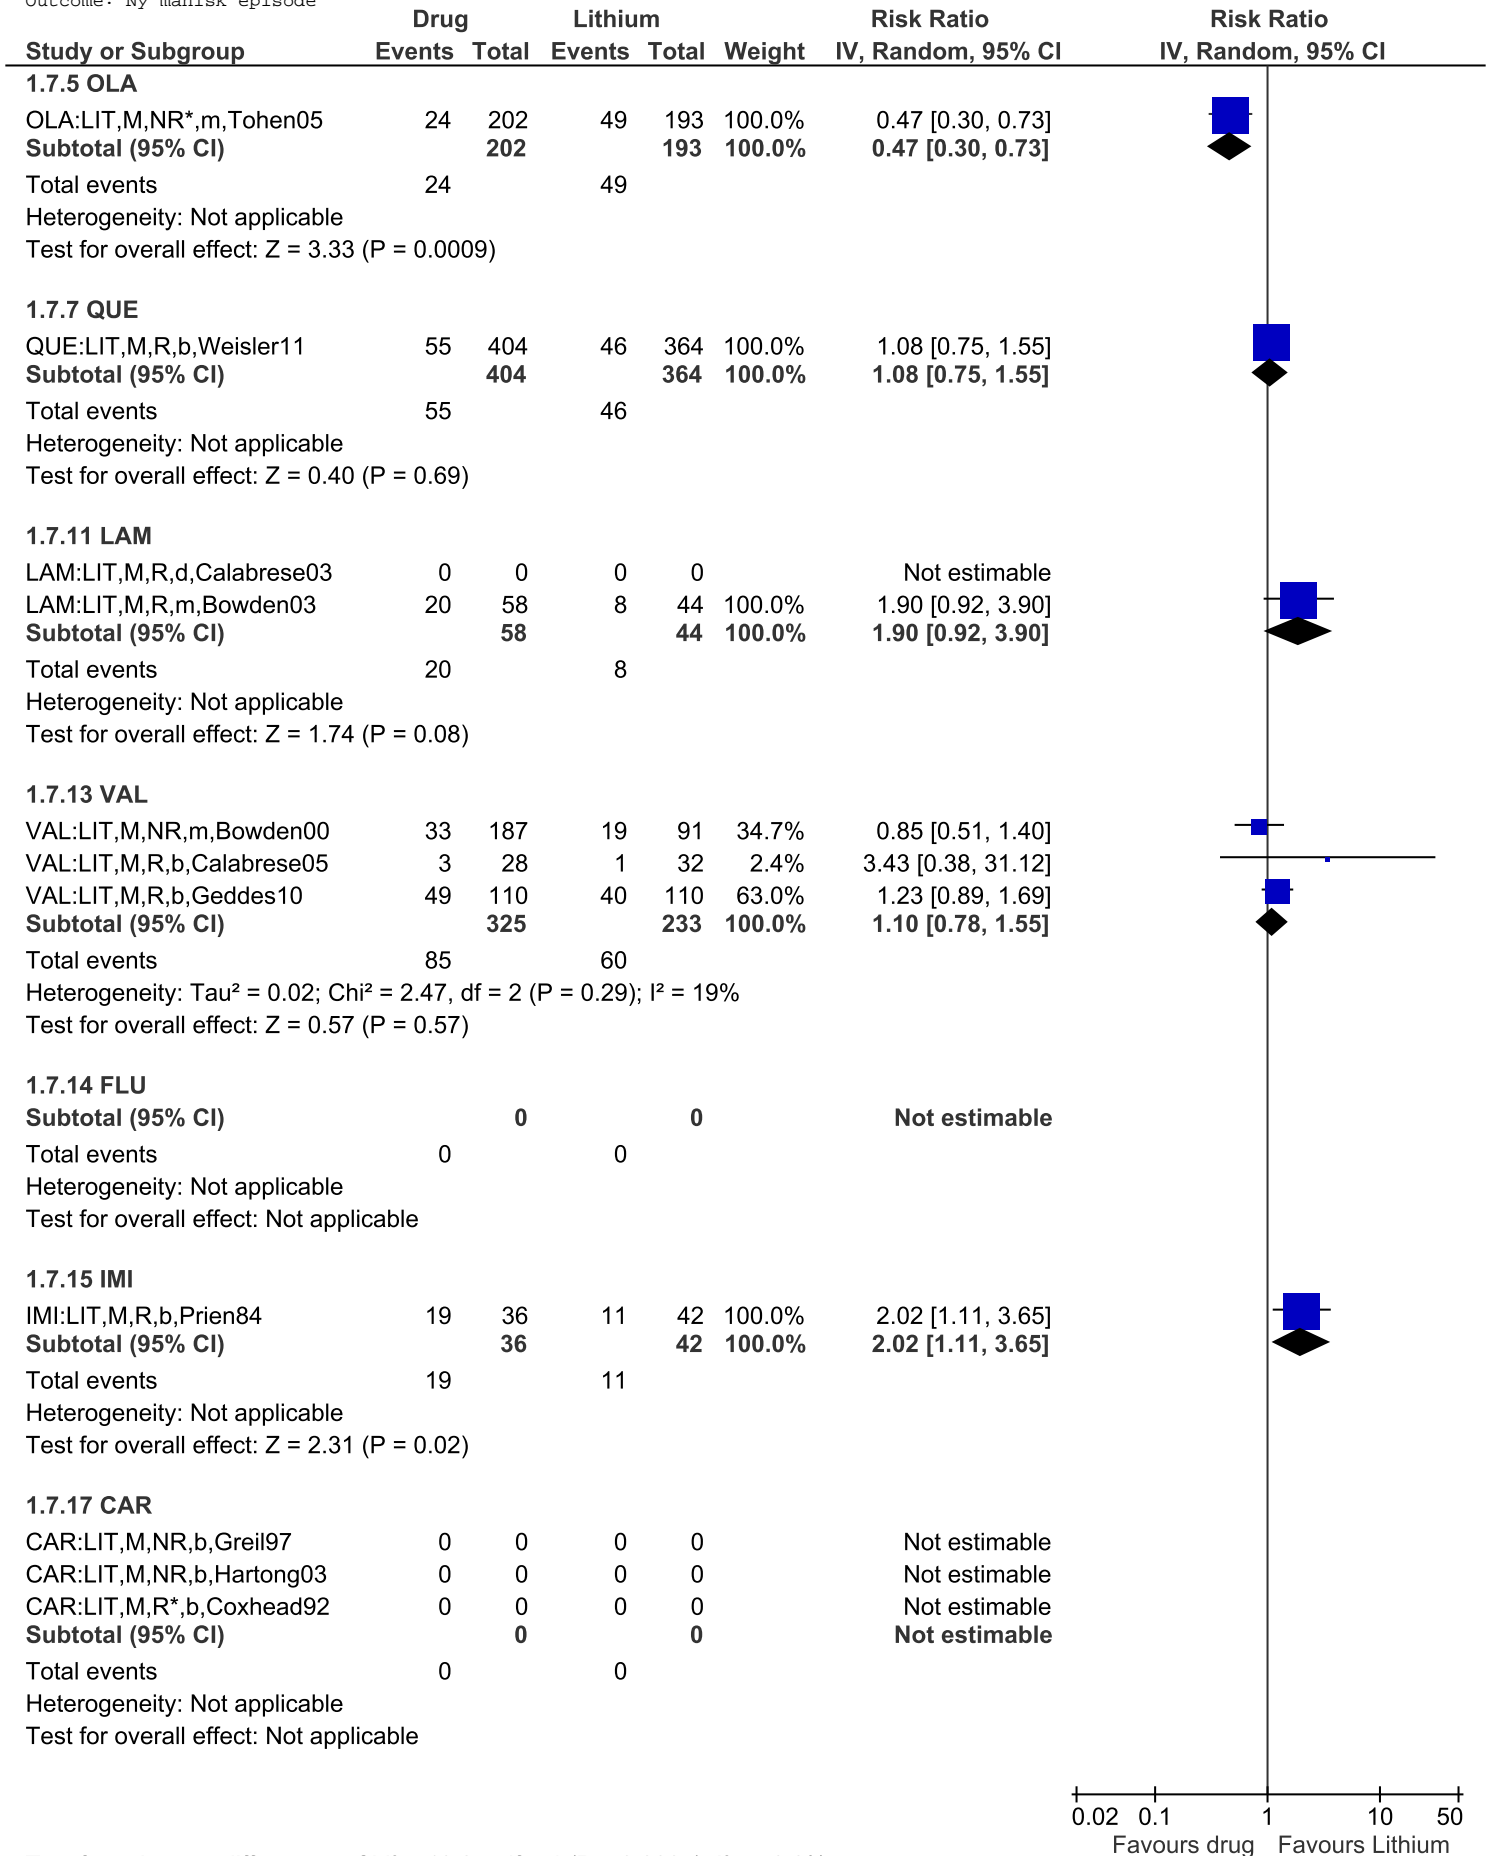 Outcome: Ny manisk episode
Drug Lithium Risk Ratio Risk Ratio
Study or Subgroup Events Total Events Total Weight IV, Random, 95% CI IV, Random, 95% CI
1.7.5 OLA
OLA:LIT,M,NR*,m,Tohen05 24 202 49 193 100.0% 0.47 [0.30, 0.73]
Subtotal (95% CI) 202 193 100.0% 0.47 [0.30, 0.73]
Total events 24 49
Heterogeneity: Not applicable
Test for overall effect: Z = 3.33 (P = 0.0009)
1.7.7 QUE
QUE:LIT,M,R,b,Weisler11 55 404 46 364 100.0% 1.08 [0.75, 1.55]
Subtotal (95% CI) 404 364 100.0% 1.08 [0.75, 1.55]
Total events 55 46
Heterogeneity: Not applicable
Test for overall effect: Z = 0.40 (P = 0.69)
1.7.11 LAM
LAM:LIT,M,R,d,Calabrese03 0 0 0 0 Not estimable
LAM:LIT,M,R,m,Bowden03 20 58 8 44 100.0% 1.90 [0.92, 3.90]
Subtotal (95% CI) 58 44 100.0% 1.90 [0.92, 3.90]
Total events 20 8
Heterogeneity: Not applicable
Test for overall effect: Z = 1.74 (P = 0.08)
1.7.13 VAL
VAL:LIT,M,NR,m,Bowden00 33 187 19 91 34.7% 0.85 [0.51, 1.40]
VAL:LIT,M,R,b,Calabrese05 3 28 1 32 2.4% 3.43 [0.38, 31.12]
VAL:LIT,M,R,b,Geddes10 49 110 40 110 63.0% 1.23 [0.89, 1.69]
Subtotal (95% CI) 325 233 100.0% 1.10 [0.78, 1.55]
Total events 85 60
Heterogeneity: Tau² = 0.02; Chi² = 2.47, df = 2 (P = 0.29); I² = 19%
Test for overall effect: Z = 0.57 (P = 0.57)
1.7.14 FLU
Subtotal (95% CI) 0 0 Not estimable
Total events 0 0
Heterogeneity: Not applicable
Test for overall effect: Not applicable
1.7.15 IMI
IMI:LIT,M,R,b,Prien84 19 36 11 42 100.0% 2.02 [1.11, 3.65]
Subtotal (95% CI) 36 42 100.0% 2.02 [1.11, 3.65]
Total events 19 11
Heterogeneity: Not applicable
Test for overall effect: Z = 2.31 (P = 0.02)
1.7.17 CAR
CAR:LIT,M,NR,b,Greil97 0 0 0 0 Not estimable
CAR:LIT,M,NR,b,Hartong03 0 0 0 0 Not estimable
CAR:LIT,M,R*,b,Coxhead92 0 0 0 0 Not estimable
Subtotal (95% CI) 0 0 Not estimable
Total events 0 0
Heterogeneity: Not applicable
Test for overall effect: Not applicable
0.02 0.1 1 10 50
Favours drug Favours Lithium